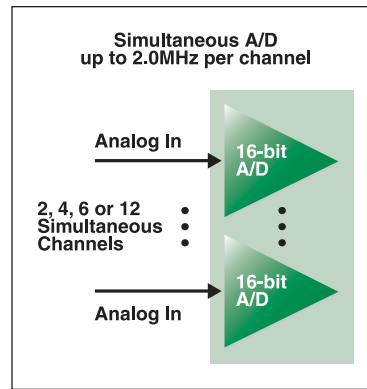 Simultaneous A/D
up to 2.0MHz per channel
Analog In
16-bit
A/D
2, 4, 6 or 12
Simultaneous
Channels
16-bit
A/D
Analog In